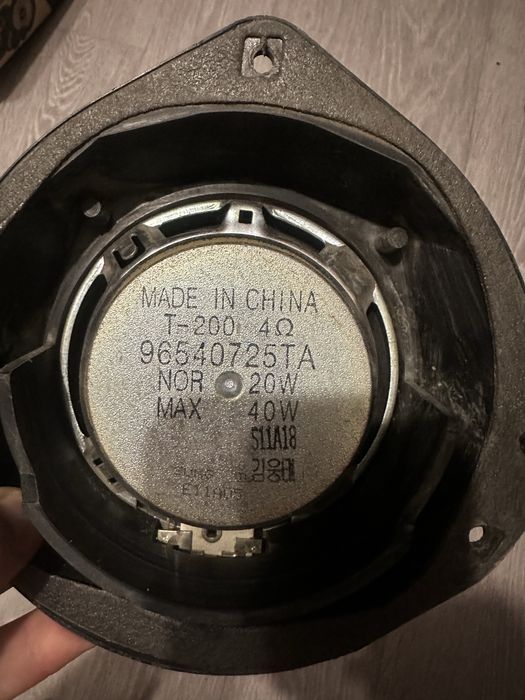 MADE IN CHINA
T-200 4Ω
96540725TA
NOR 20W
MAX 40W
S11A18